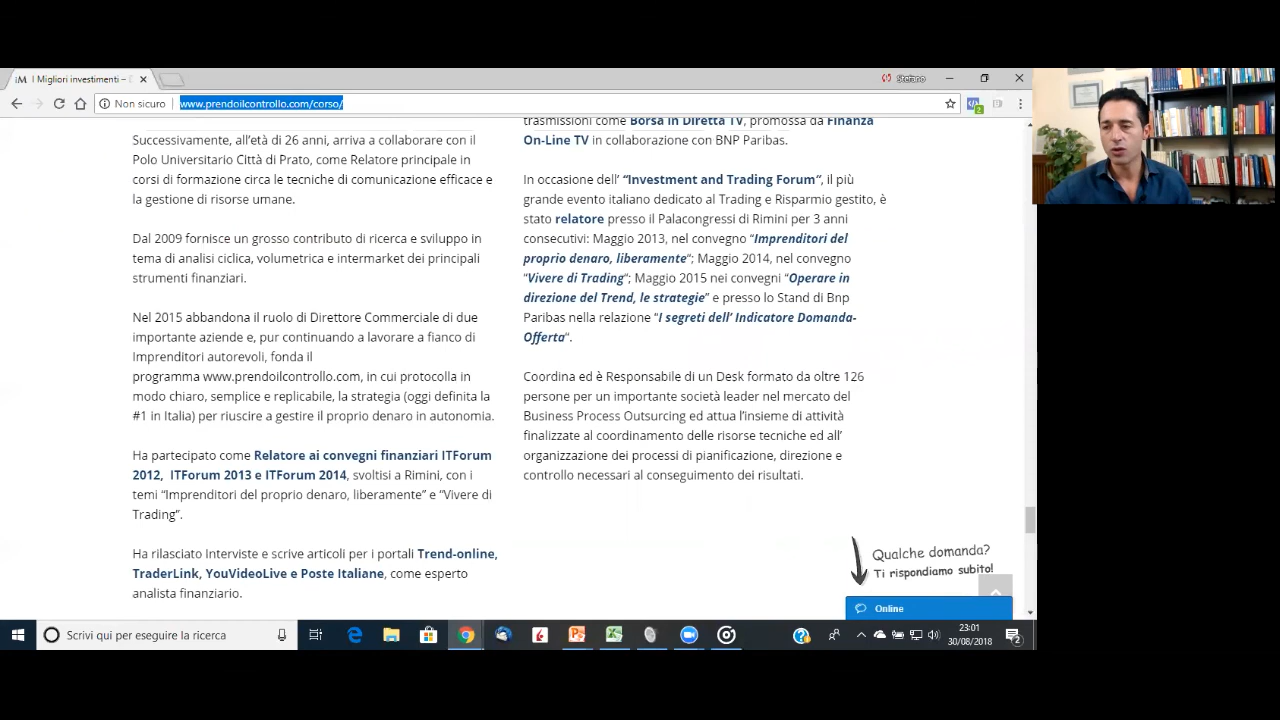 I Migliori investimenti –
Stefano
Non sicuro
www.prendoilcontrollo.com/corso/
2
Successivamente, all'età di 26 anni, arriva a collaborare con il
Polo Universitario Città di Prato, come Relatore principale in
corsi di formazione circa le tecniche di comunicazione efficace e
la gestione di risorse umane.
Dal 2009 fornisce un grosso contributo di ricerca e sviluppo in
tema di analisi ciclica, volumetrica e intermarket dei principali
strumenti finanziari.
Nel 2015 abbandona il ruolo di Direttore Commerciale di due
importante aziende e, pur continuando a lavorare a fianco di
Imprenditori autorevoli, fonda il
programma www.prendoilcontrollo.com, in cui protocolla in
modo chiaro, semplice e replicabile, la strategia (oggi definita la
#1 in Italia) per riuscire a gestire il proprio denaro in autonomia.
Ha partecipato come Relatore ai convegni finanziari ITForum
2012, ITForum 2013 e ITForum 2014, svoltisi a Rimini, con i
temi “Imprenditori del proprio denaro, liberamente” e “Vivere di
Trading”.
Ha rilasciato Interviste e scrive articoli per i portali Trend-online,
TraderLink, YouVideoLive e Poste Italiane, come esperto
analista finanziario.
trasmissioni come Borsa in Diretta TV, promossa da Finanza
On-Line TV in collaborazione con BNP Paribas.
In occasione dell' “Investment and Trading Forum“, il più
grande evento italiano dedicato al Trading e Risparmio gestito, è
stato relatore presso il Palacongressi di Rimini per 3 anni
consecutivi: Maggio 2013, nel convegno “Imprenditori del
proprio denaro, liberamente“; Maggio 2014, nel convegno
“Vivere di Trading“; Maggio 2015 nei convegni “Operare in
direzione del Trend, le strategie” e presso lo Stand di Bnp
Paribas nella relazione “I segreti dell' Indicatore Domanda-
Offerta“.
Coordina ed è Responsabile di un Desk formato da oltre 126
persone per un importante società leader nel mercato del
Business Process Outsourcing ed attua l'insieme di attività
finalizzate al coordinamento delle risorse tecniche ed all'
organizzazione dei processi di pianificazione, direzione e
controllo necessari al conseguimento dei risultati.
Qualche domanda?
Ti rispondiamo subito!
Online
Scrivi qui per eseguire la ricerca
23:01
30/08/2018
2